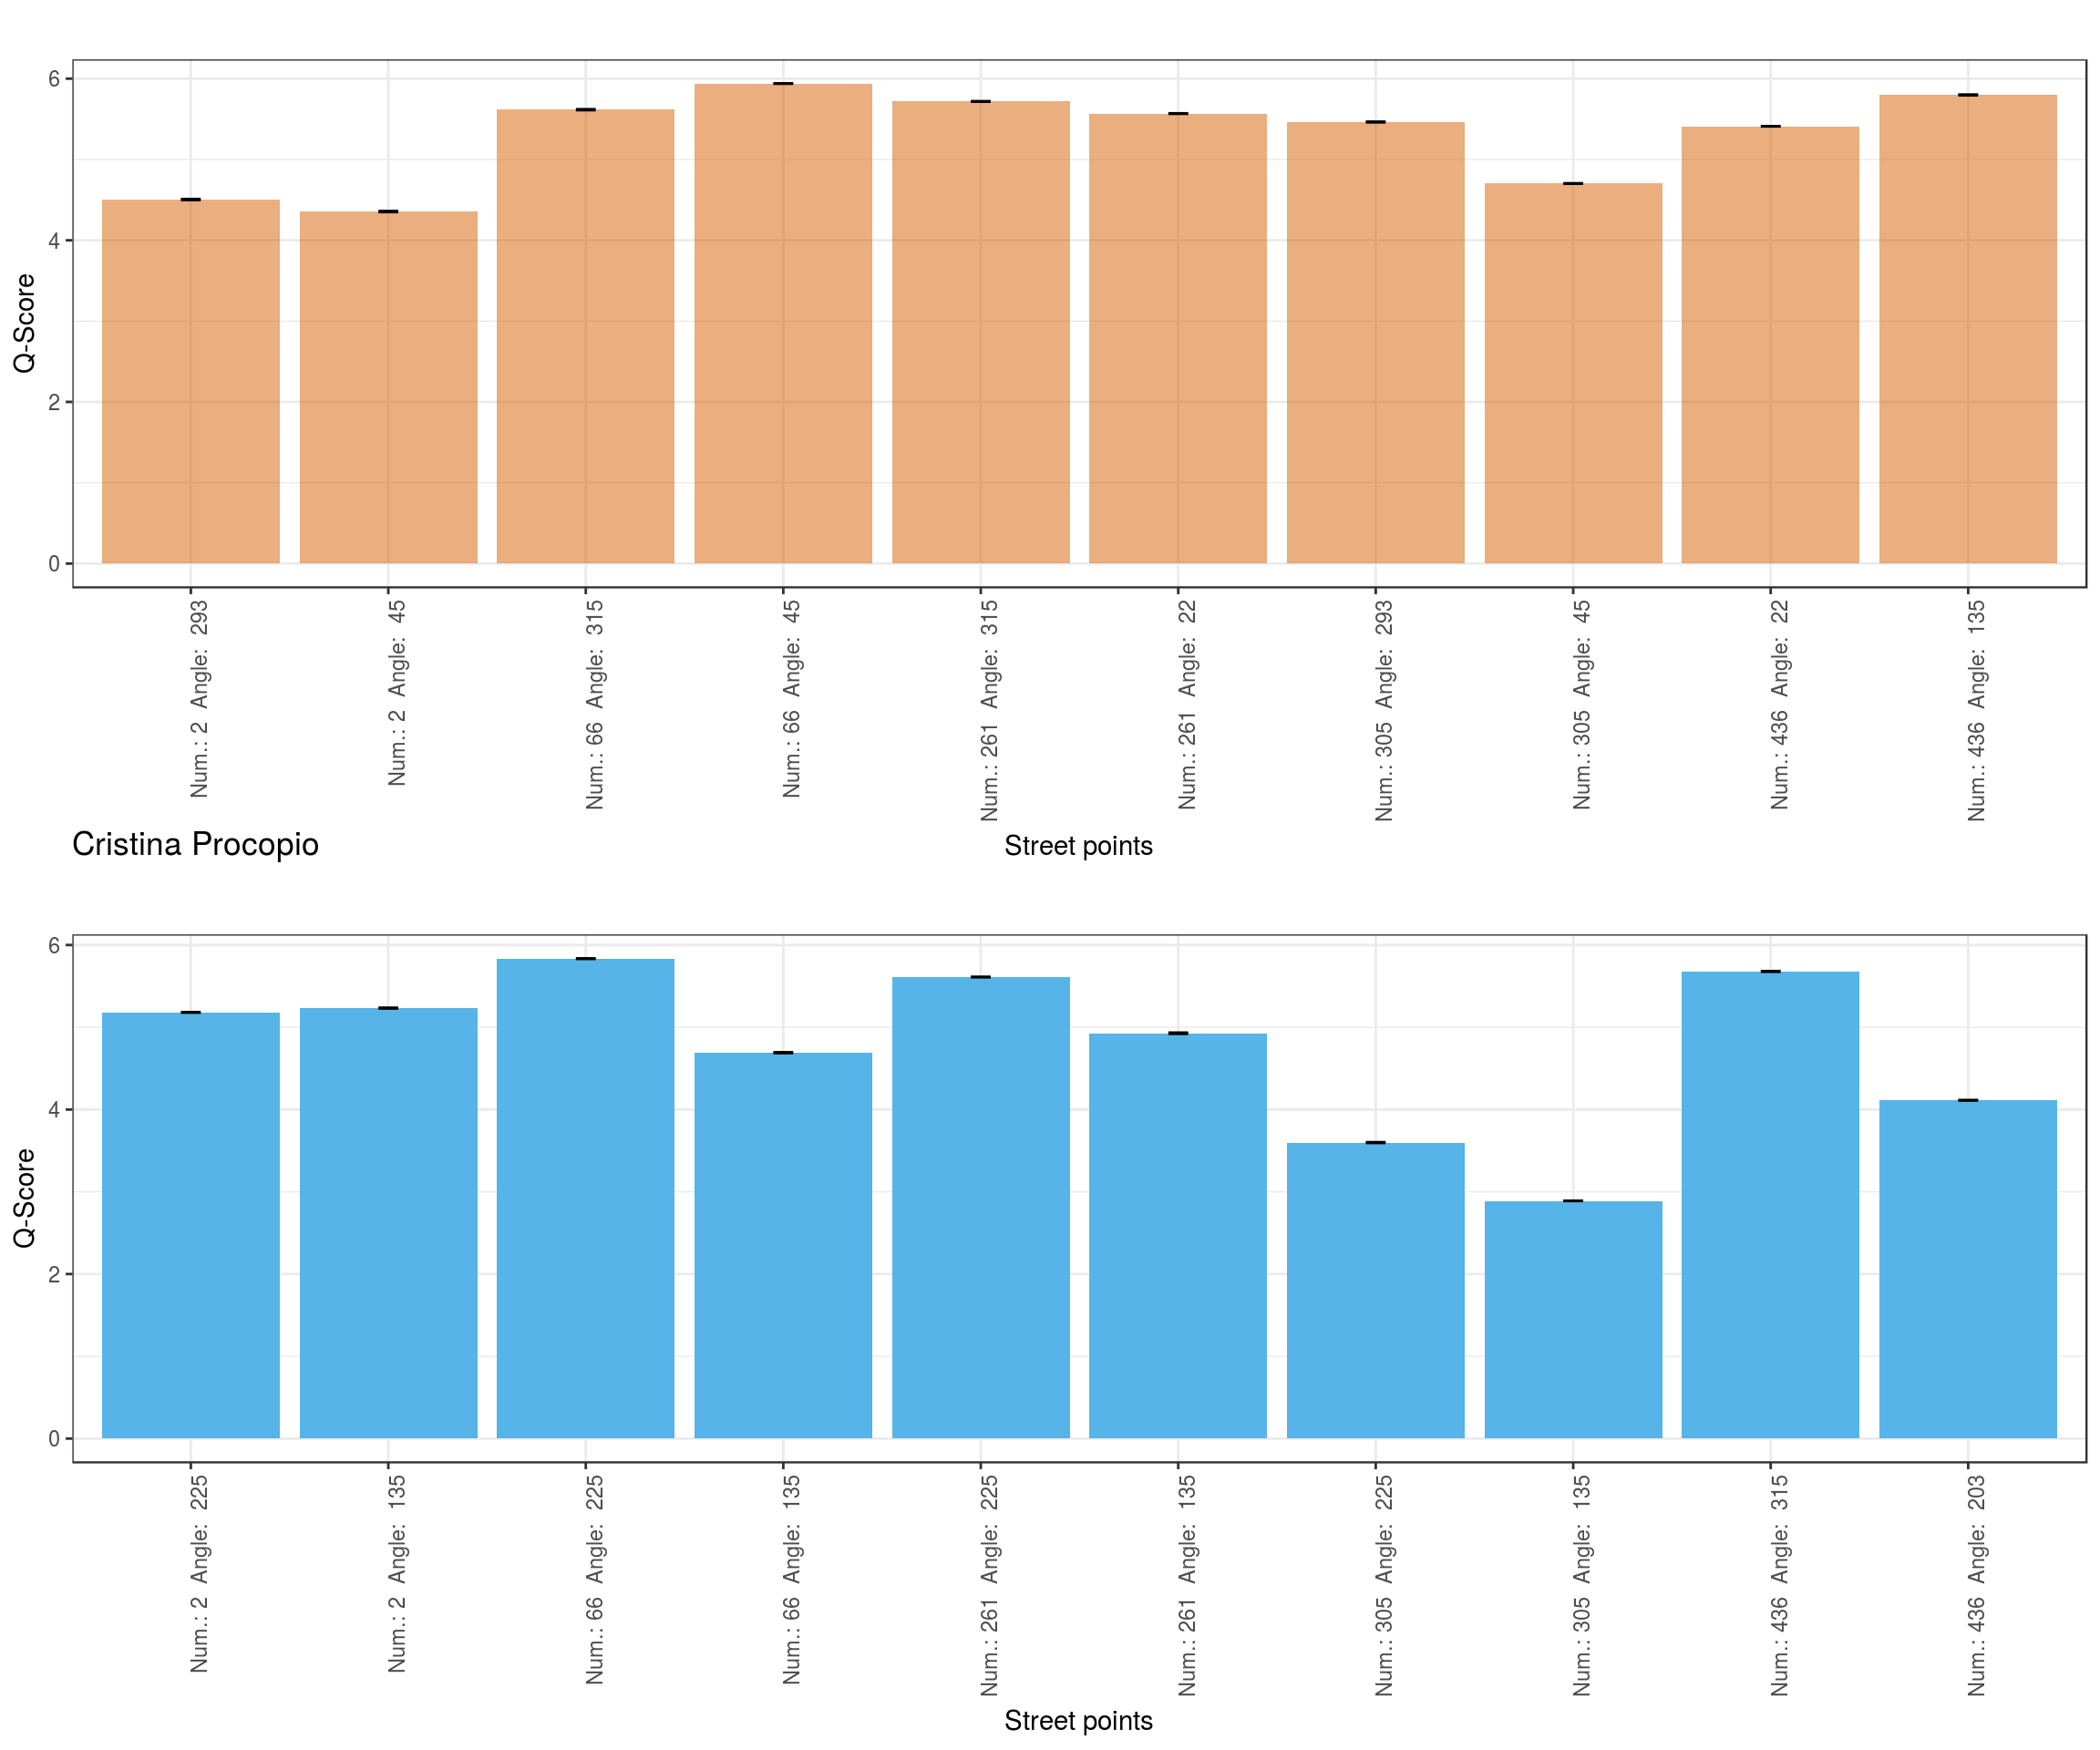 6
4
2
0
Q-Score
Num.: 2 Angle: 293
Num.: 2 Angle: 45
Num.: 66 Angle: 315
Num.: 66 Angle: 45
Num.: 261 Angle: 315
Num.: 261 Angle: 22
Num.: 305 Angle: 293
Num.: 305 Angle: 45
Num.: 436 Angle: 22
Num.: 436 Angle: 135
Street points
Cristina Procopio
6
4
2
0
Q-Score
Num.: 2 Angle: 225
Num.: 2 Angle: 135
Num.: 66 Angle: 225
Num.: 66 Angle: 135
Num.: 261 Angle: 225
Num.: 261 Angle: 135
Num.: 305 Angle: 225
Num.: 305 Angle: 135
Num.: 436 Angle: 315
Num.: 436 Angle: 203
Street points